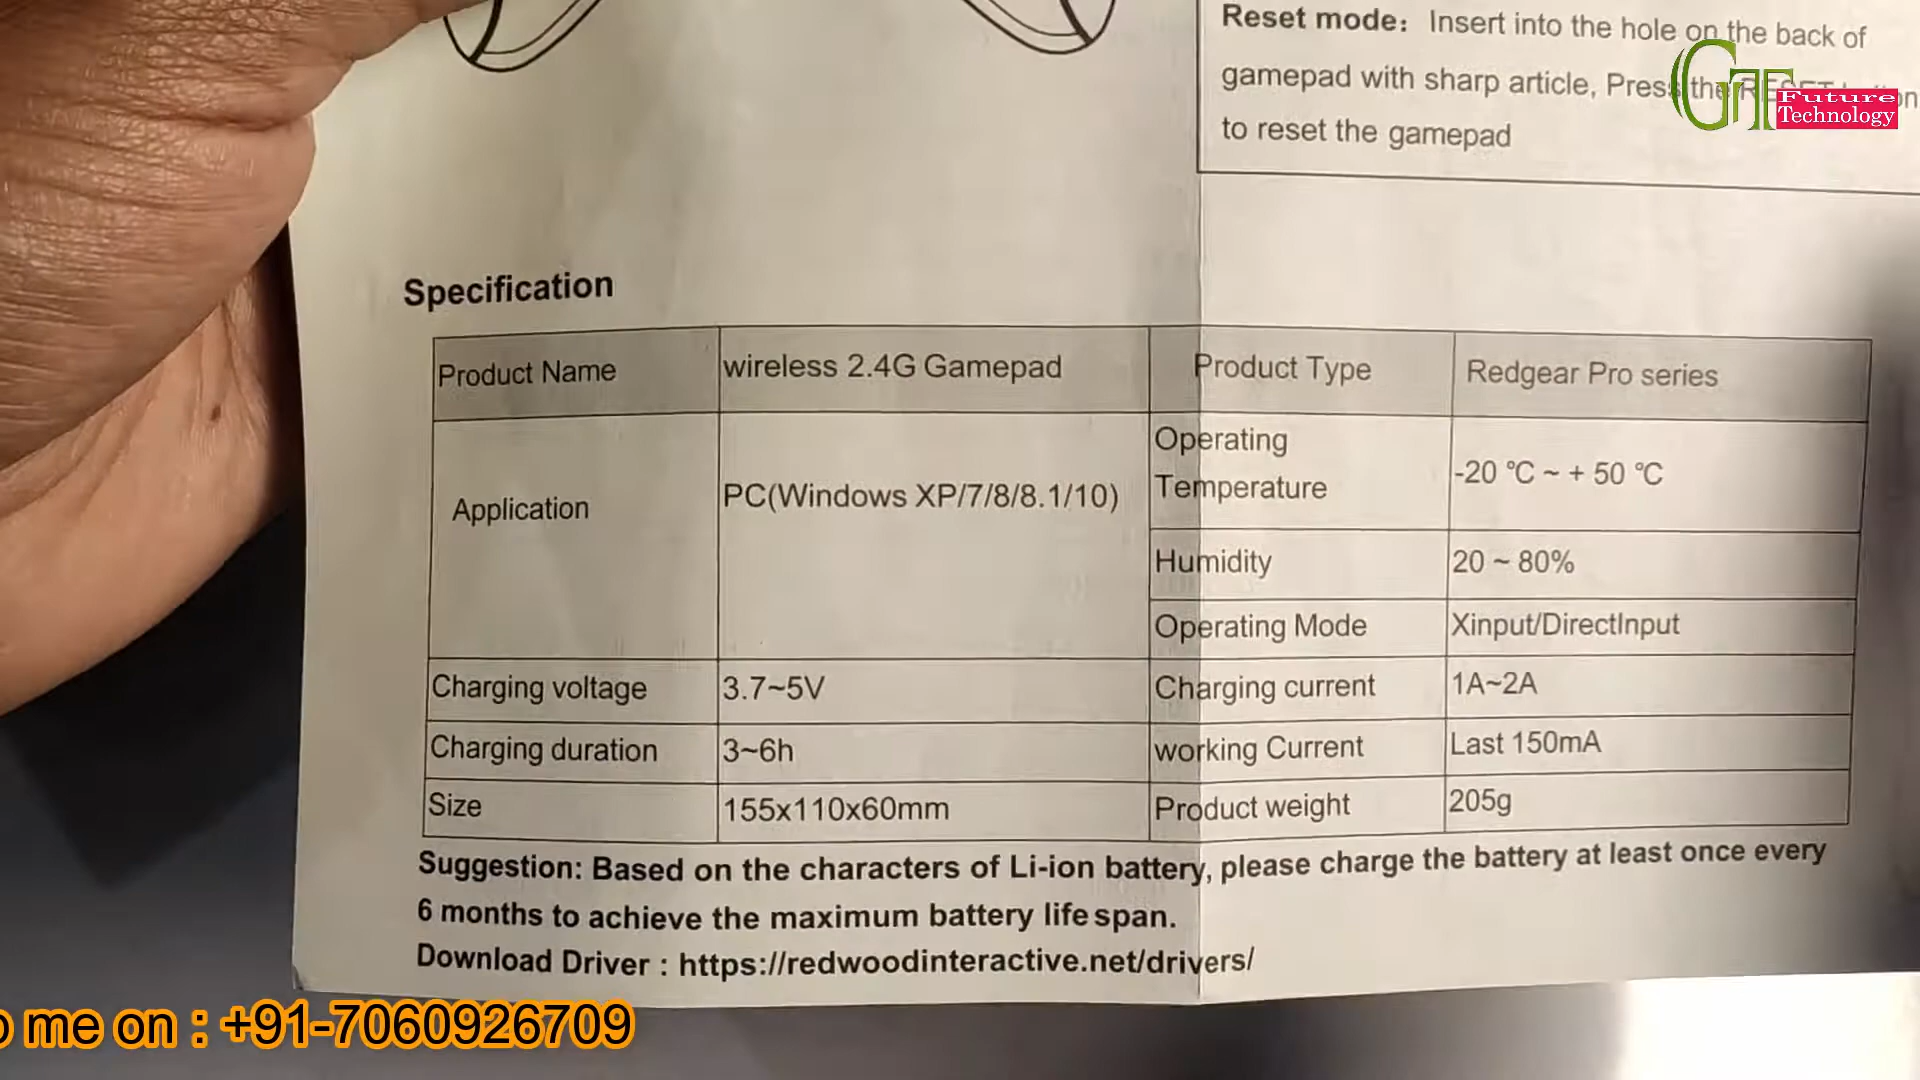 Reset mode： Insert into the hole on the back of
gamepad with sharp article, Press the RESET button
to reset the gamepad
GT Future
Technology
Specification
Product Name wireless 2.4G Gamepad Product Type Redgear Pro series
Application PC(Windows XP/7/8/8.1/10) Operating Temperature -20 ℃ ~ + 50 ℃
Humidity 20 ~ 80%
Operating Mode Xinput/DirectInput
Charging voltage 3.7~5V Charging current 1A~2A
Charging duration 3~6h working Current Last 150mA
Size 155x110x60mm Product weight 205g
Suggestion: Based on the characters of Li-ion battery, please charge the battery at least once every
6 months to achieve the maximum battery life span.
Download Driver : https://redwoodinteractive.net/drivers/
me on : +91-7060926709